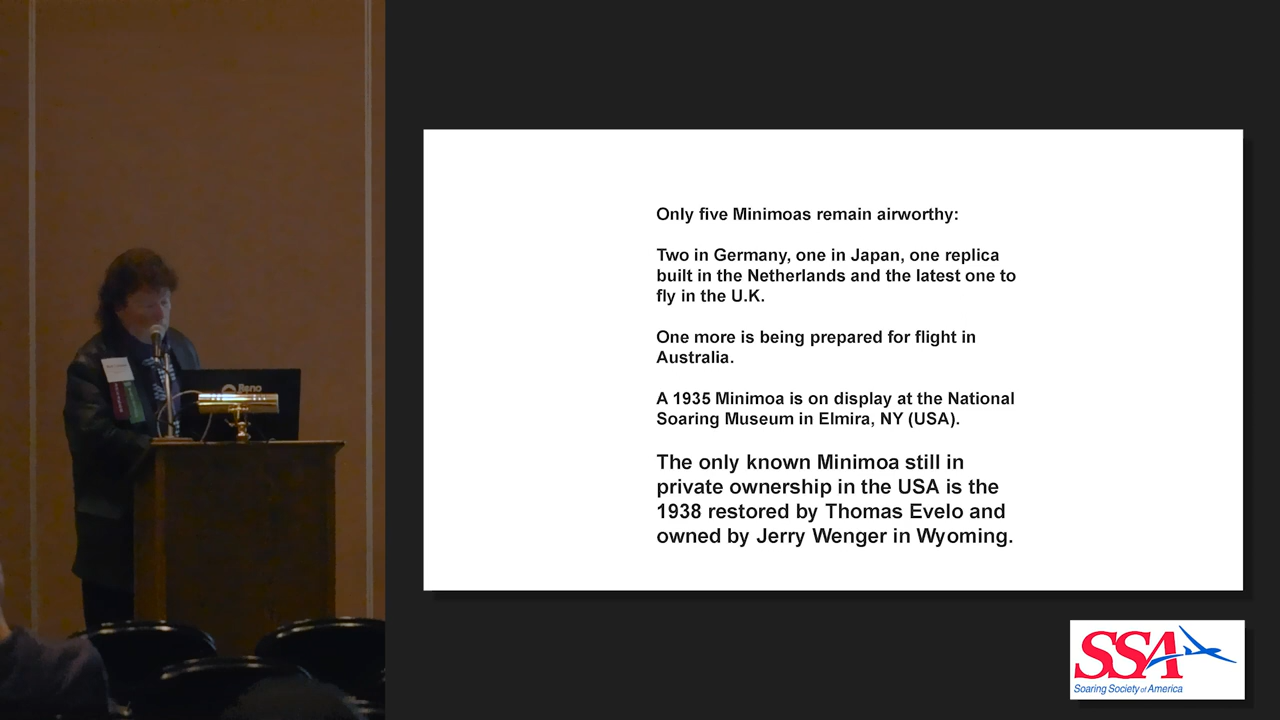 Only five Minimoas remain airworthy:
Two in Germany, one in Japan, one replica
built in the Netherlands and the latest one to
fly in the U.K.
One more is being prepared for flight in
Australia.
A 1935 Minimoa is on display at the National
Soaring Museum in Elmira, NY (USA).
The only known Minimoa still in
private ownership in the USA is the
1938 restored by Thomas Evelo and
owned by Jerry Wenger in Wyoming.
Reno
SSA
Soaring Society of America